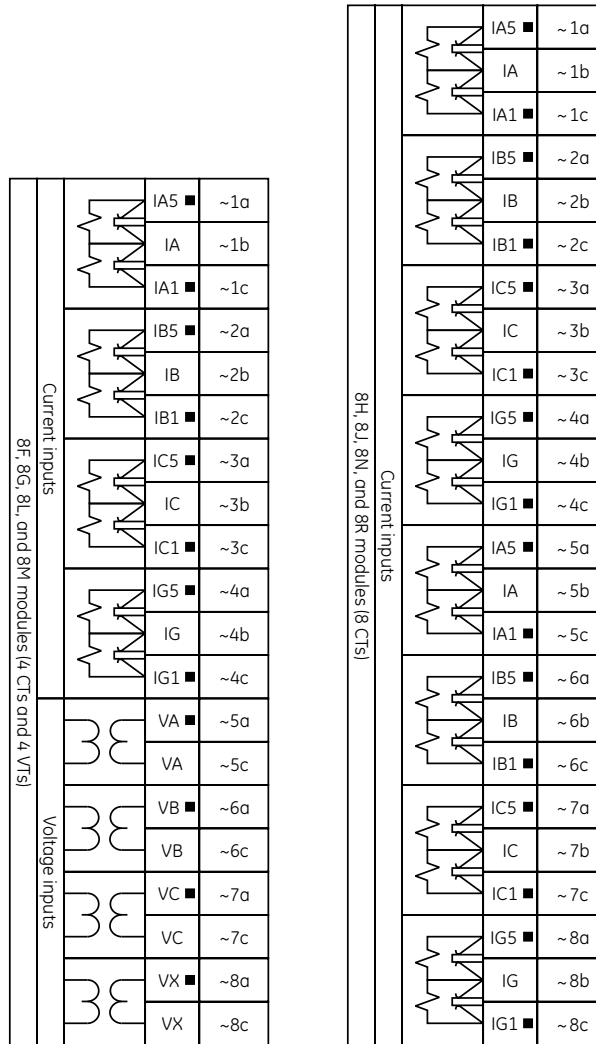 8F, 8G, 8L, and 8M modules (4 CTs and 4 VTs)
Current inputs
IA5 ■ ~1a
IA ~1b
IA1 ■ ~1c
IB5 ■ ~2a
IB ~2b
IB1 ■ ~2c
IC5 ■ ~3a
IC ~3b
IC1 ■ ~3c
IG5 ■ ~4a
IG ~4b
IG1 ■ ~4c
Voltage inputs
VA ■ ~5a
VA ~5c
VB ■ ~6a
VB ~6c
VC ■ ~7a
VC ~7c
VX ■ ~8a
VX ~8c
8H, 8J, 8N, and 8R modules (8 CTs)
Current inputs
IA5 ■ ~1a
IA ~1b
IA1 ■ ~1c
IB5 ■ ~2a
IB ~2b
IB1 ■ ~2c
IC5 ■ ~3a
IC ~3b
IC1 ■ ~3c
IG5 ■ ~4a
IG ~4b
IG1 ■ ~4c
IA5 ■ ~5a
IA ~5b
IA1 ■ ~5c
IB5 ■ ~6a
IB ~6b
IB1 ■ ~6c
IC5 ■ ~7a
IC ~7b
IC1 ■ ~7c
IG5 ■ ~8a
IG ~8b
IG1 ■ ~8c